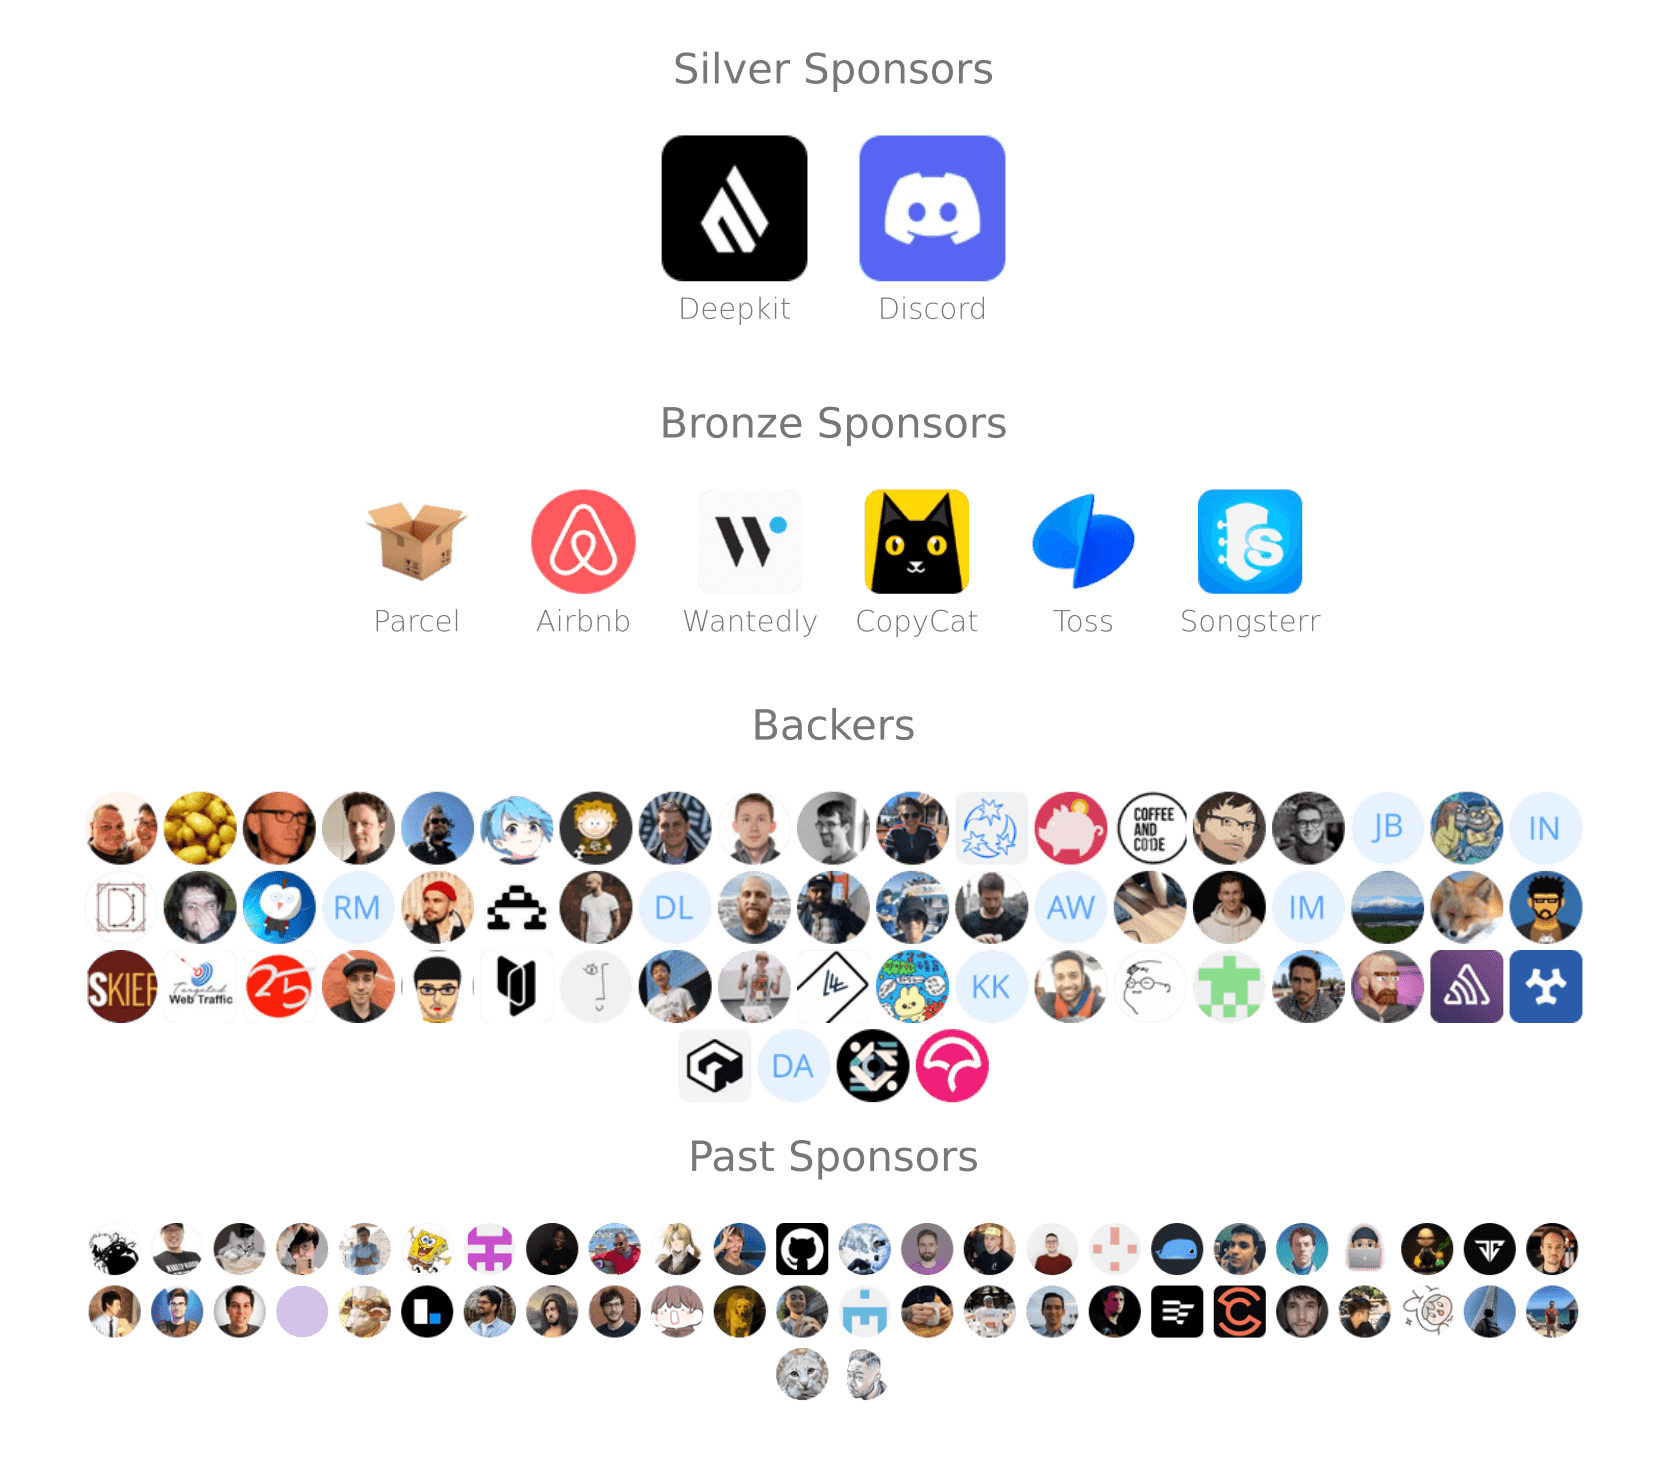 Silver Sponsors
Deepkit Discord
Bronze Sponsors
Parcel Airbnb Wantedly CopyCat Toss Songsterr
Backers
COFFEE
AND
CODE
JB IN
RM DL AW IM
SKIEF
Targeted
Web Traffic
25
KK
DA
Past Sponsors